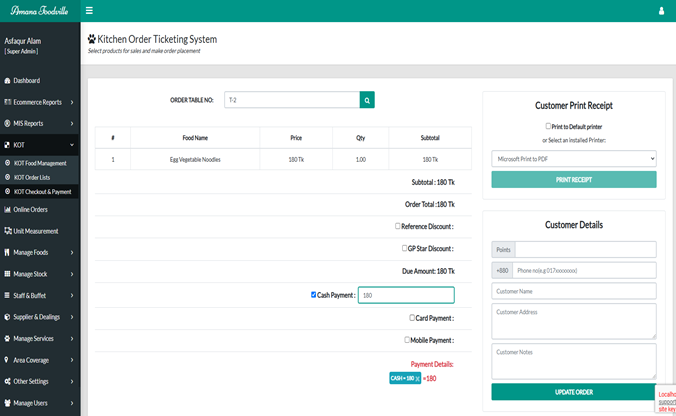 Amana Foodville
Asfaqur Alam
[ Super Admin ]
Dashboard
Ecommerce Reports
MIS Reports
KOT
KOT Food Management
KOT Order Lists
KOT Checkout & Payment
Online Orders
Unit Measurement
Manage Foods
Manage Stock
Staff & Buffet
Supplier & Dealings
Manage Services
Area Coverage
Other Settings
Manage Users
Kitchen Order Ticketing System
Select products for sales and make order placement
ORDER TABLE NO: T-2
# Food Name Price Qty Subtotal
1 Egg Vegetable Noodles 180 Tk 1.00 180 Tk
Subtotal : 180 Tk
Order Total :180 Tk
Reference Discount :
GP Star Discount :
Due Amount: 180 Tk
Cash Payment : 180
Card Payment :
Mobile Payment :
Payment Details:
CASH = 180 X =180
Customer Print Receipt
Print to Default printer
or Select an installed Printer:
Microsoft Print to PDF
PRINT RECEIPT
Customer Details
Points
+880 Phone no(e.g 017xxxxxxxx)
Customer Name
Customer Address
Customer Notes
UPDATE ORDER
Localho
support
site key